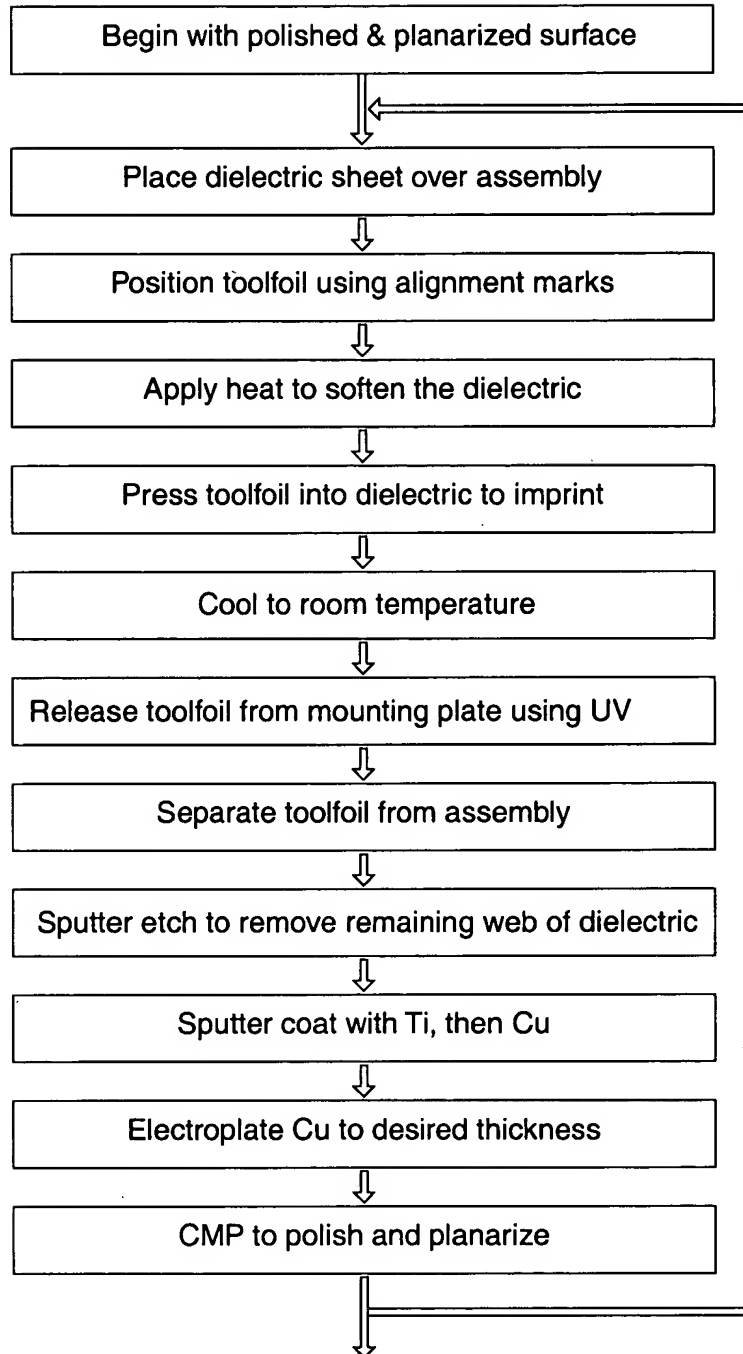 Begin with polished & planarized surface
Place dielectric sheet over assembly
Position toolfoil using alignment marks
Apply heat to soften the dielectric
Press toolfoil into dielectric to imprint
Cool to room temperature
Release toolfoil from mounting plate using UV
Separate toolfoil from assembly
Sputter etch to remove remaining web of dielectric
Sputter coat with Ti, then Cu
Electroplate Cu to desired thickness
CMP to polish and planarize